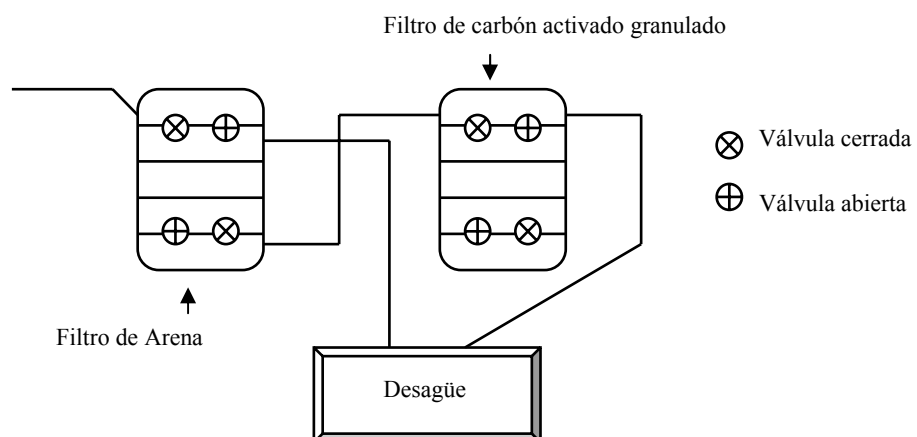 Filtro de carbón activado granulado
Válvula cerrada
Válvula abierta
Filtro de Arena
Desagüe